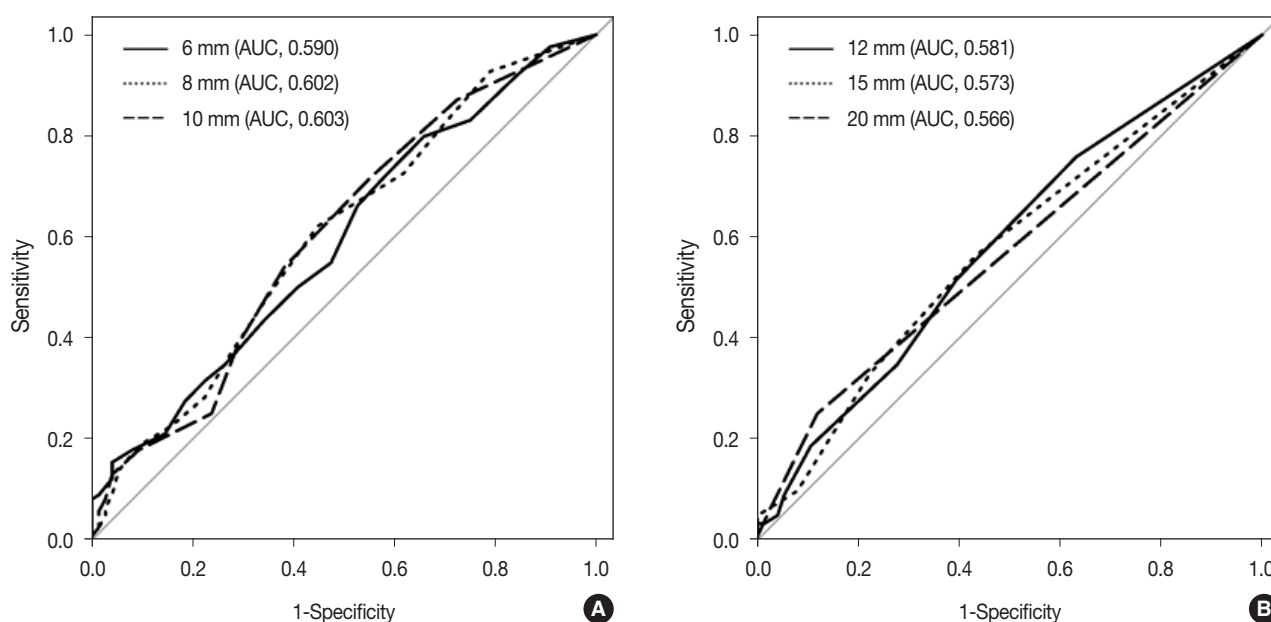 1.0
0.8
0.6
0.4
0.2
0.0
Sensitivity
6 mm (AUC, 0.590)
8 mm (AUC, 0.602)
10 mm (AUC, 0.603)
0.0 0.2 0.4 0.6 0.8 1.0
1-Specificity
A
1.0
0.8
0.6
0.4
0.2
0.0
Sensitivity
12 mm (AUC, 0.581)
15 mm (AUC, 0.573)
20 mm (AUC, 0.566)
0.0 0.2 0.4 0.6 0.8 1.0
1-Specificity
B